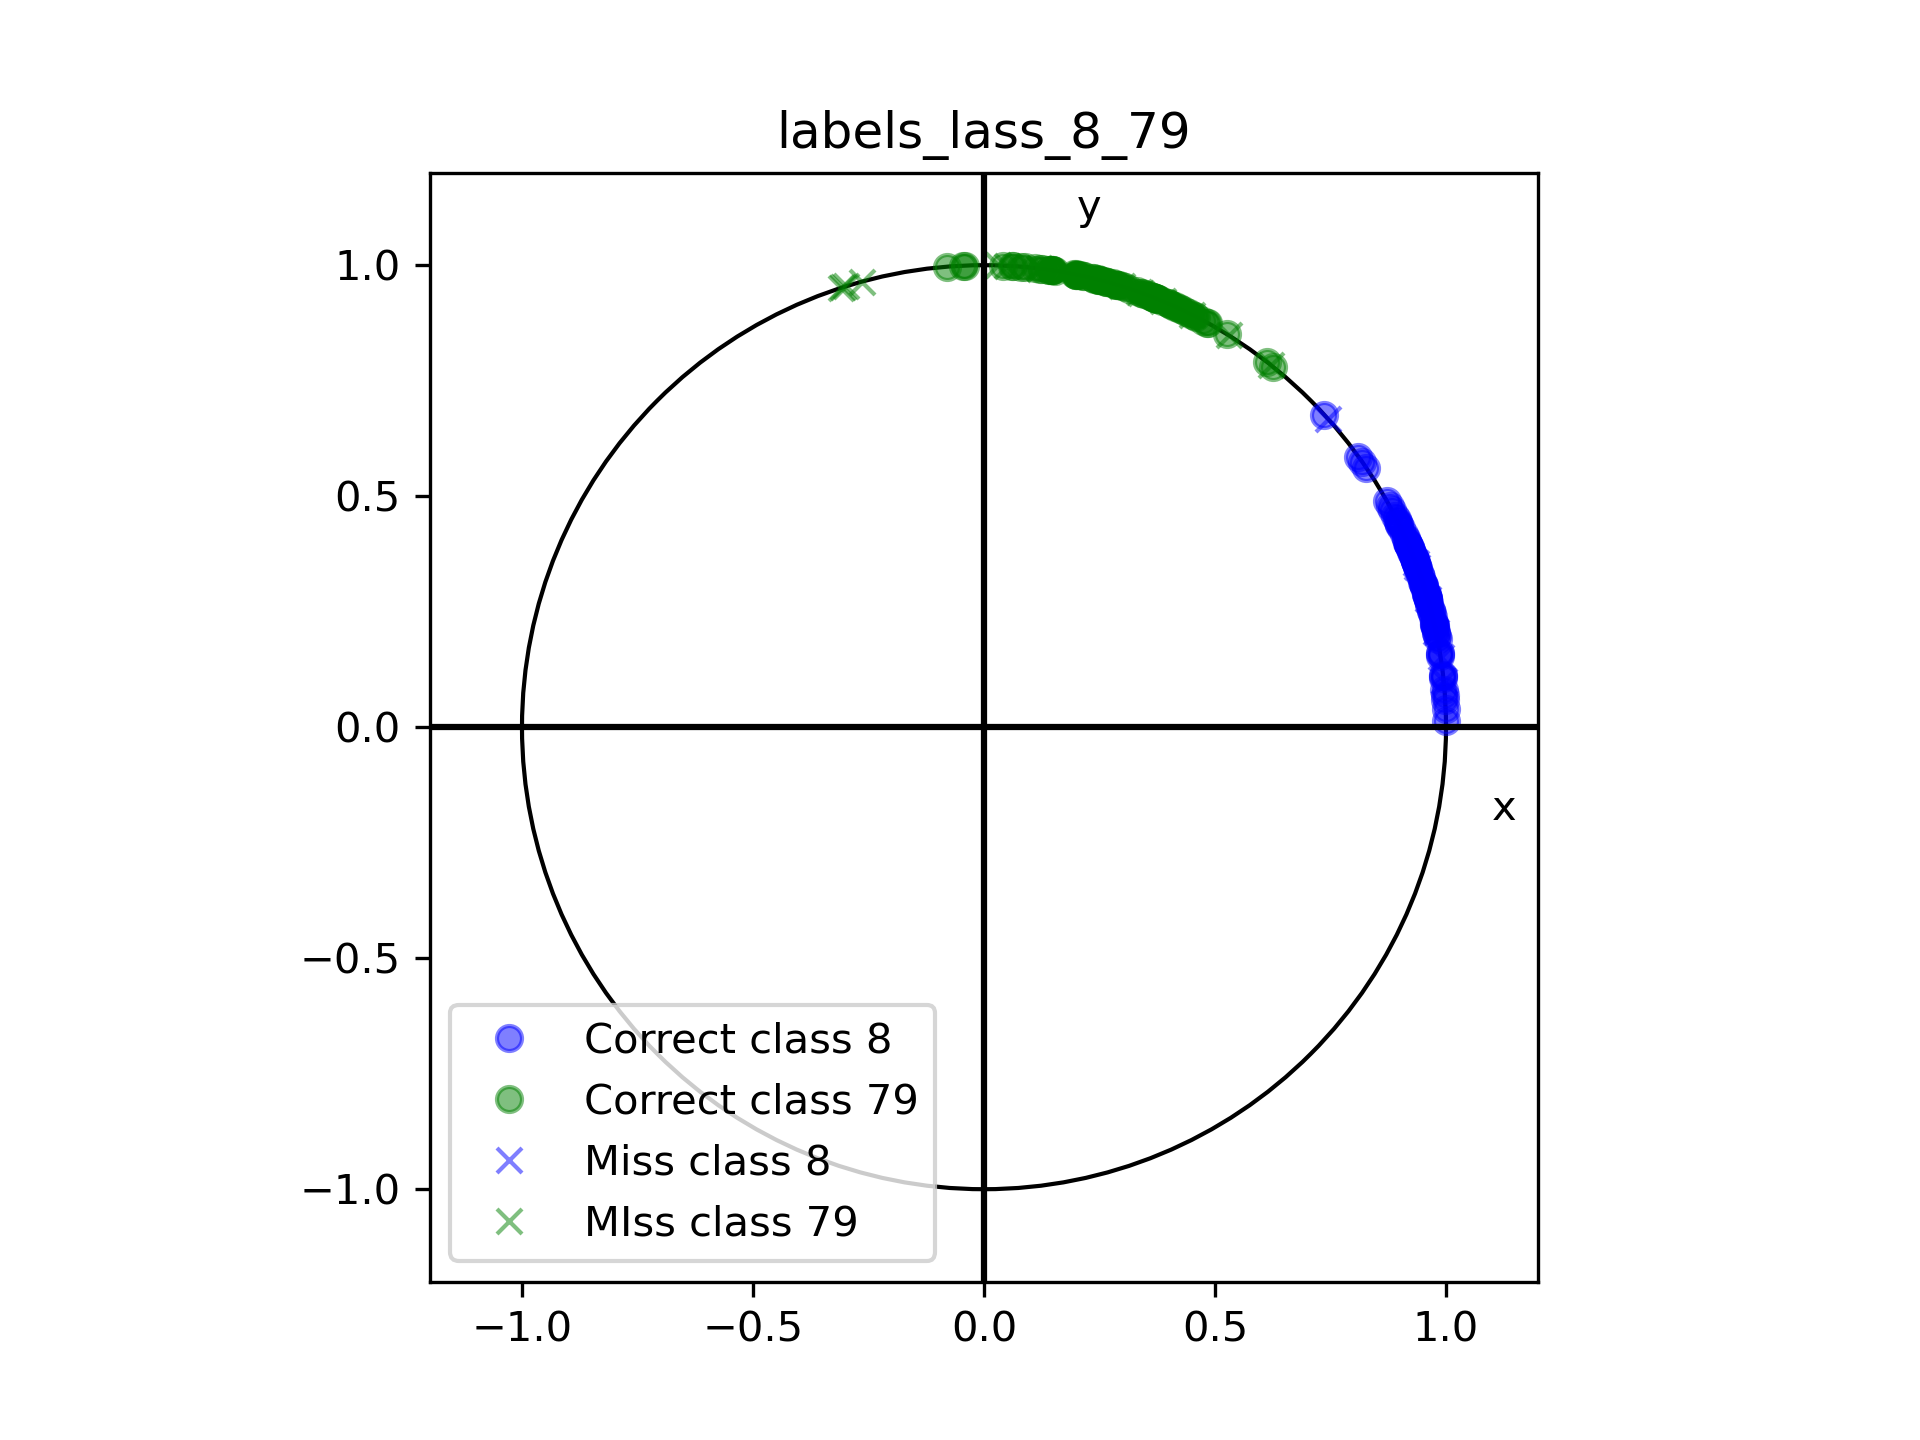 labels_lass_8_79
y
1.0
0.5
0.0
−0.5
−1.0
x
Correct class 8
Correct class 79
Miss class 8
MIss class 79
−1.0 −0.5 0.0 0.5 1.0